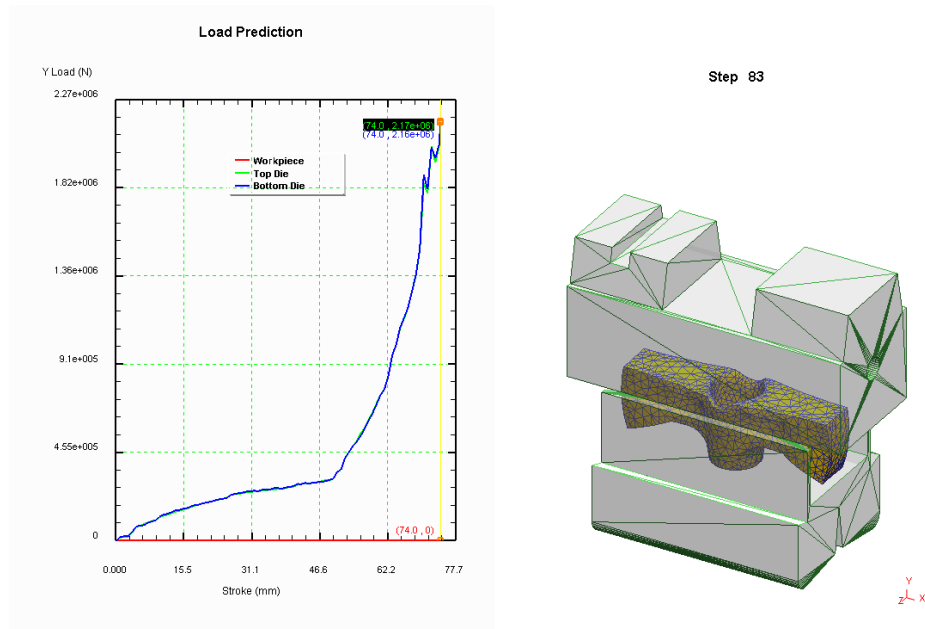 Load Prediction
Y Load (N)
2.27e+006
(74.0 , 2.17e+06)
(74.0 , 2.16e+06)
Workpiece
Top Die
Bottom Die
1.82e+006
1.36e+006
9.1e+005
4.55e+005
0
(74.0 , 0)
0.000 15.5 31.1 46.6 62.2 77.7
Stroke (mm)
Step 83
Y
Z X